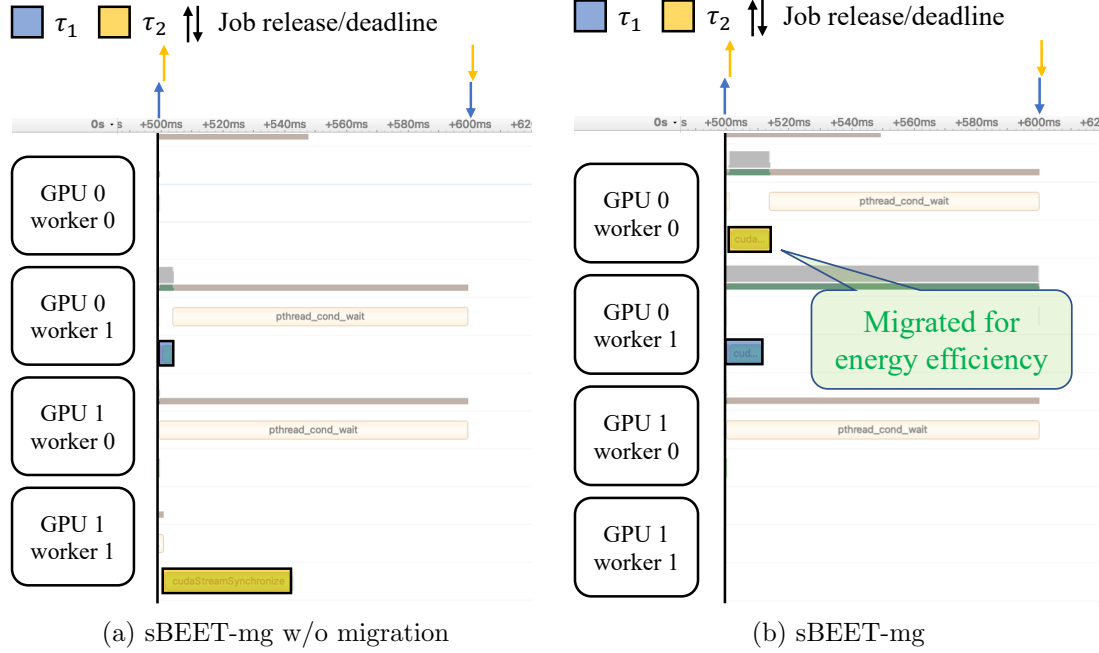 τ₁ τ₂ Job release/deadline
0s · s +500ms +520ms +540ms +560ms +580ms +600ms +62
GPU 0
worker 0
GPU 0
worker 1
pthread_cond_wait
GPU 1
worker 0
pthread_cond_wait
GPU 1
worker 1
cudaStreamSynchronize
(a) sBEET-mg w/o migration
τ₁ τ₂ Job release/deadline
0s · s +500ms +520ms +540ms +560ms +580ms +600ms +62
GPU 0
worker 0
pthread_cond_wait
cuda...
GPU 0
worker 1
cud...
Migrated for
energy efficiency
GPU 1
worker 0
pthread_cond_wait
GPU 1
worker 1
(b) sBEET-mg